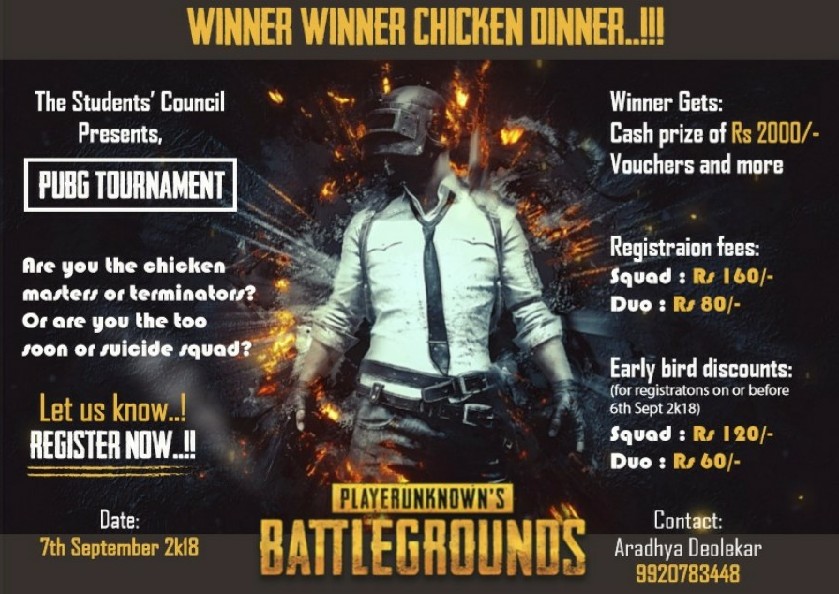 WINNER WINNER CHICKEN DINNER..!!!
The Students' Council
Presents,
PUBG TOURNAMENT
Are you the chicken
masters or terminators?
Or are you the too
soon or suicide squad?
Let us know..!
REGISTER NOW..!!
Date:
7th September 2k18
PLAYERUNKNOWN'S
BATTLEGROUNDS
Winner Gets:
Cash prize of Rs 2000/-
Vouchers and more
Registraion fees:
Squad : Rs 160/-
Duo : Rs 80/-
Early bird discounts:
(for registratons on or before
6th Sept 2k18)
Squad : Rs 120/-
Duo : Rs 60/-
Contact:
Aradhya Deolekar
9920783448